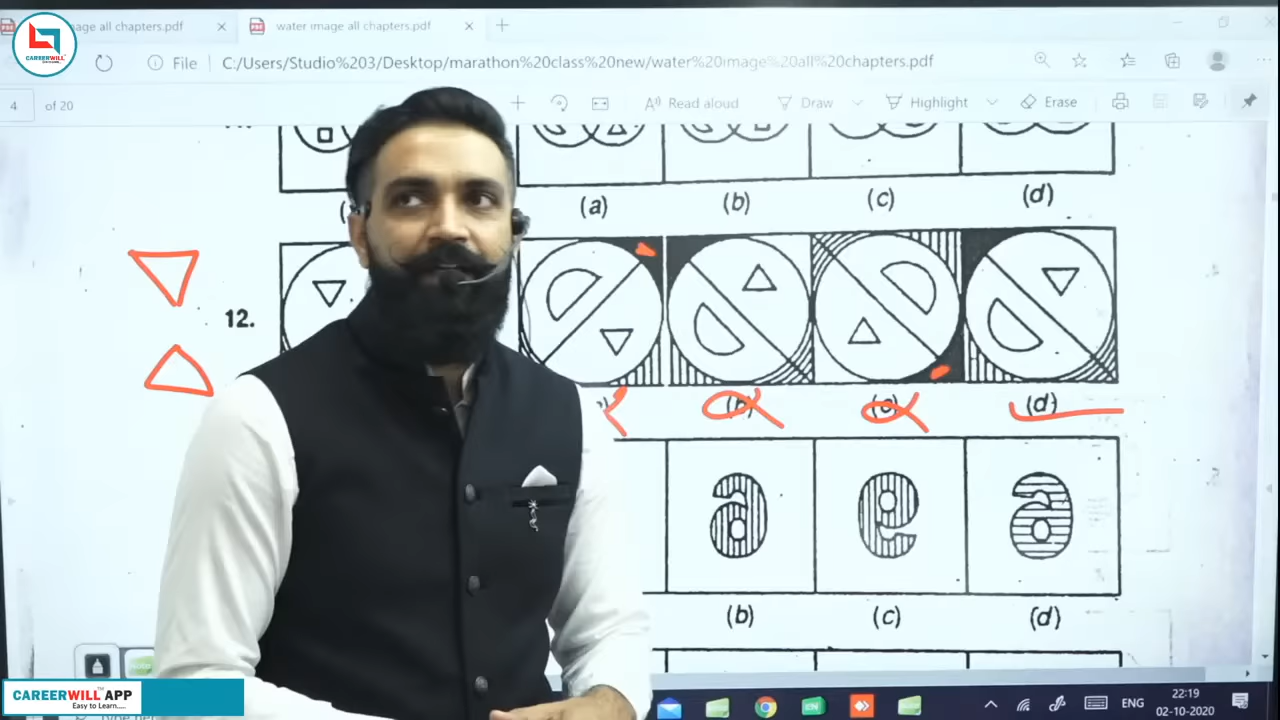 age all chapters.pdf
water image all chapters.pdf
CAREERWILL
File C:/Users/Studio%203/Desktop/marathon%20class%20new/water%20image%20all%20chapters.pdf
4 of 20
Read aloud Draw Highlight Erase
(a) (b) (c) (d)
12.
(b) (c) (d)
(b) (c) (d)
CAREERWILL APP
Easy to Learn.....
ENG
22:19
02-10-2020